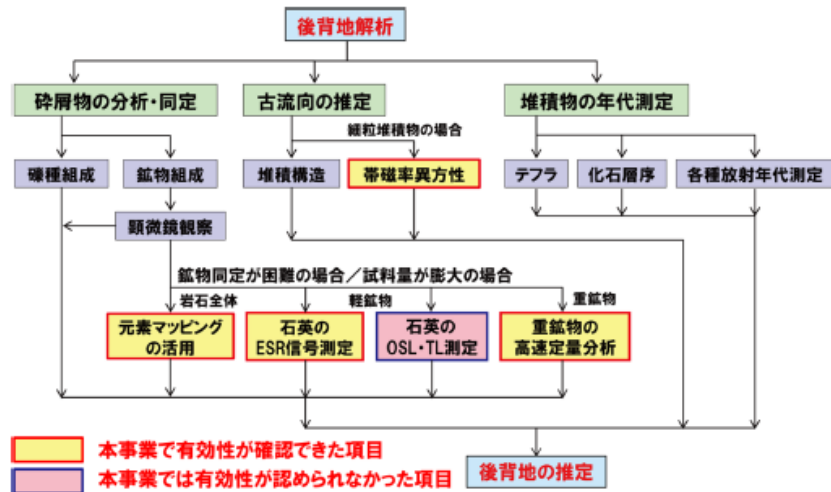 後背地解析
砕屑物の分析・同定
古流向の推定
堆積物の年代測定
細粒堆積物の場合
礫種組成
鉱物組成
堆積構造
帯磁率異方性
テフラ
化石層序
各種放射年代測定
顕微鏡観察
鉱物同定が困難の場合／試料量が膨大の場合
岩石全体
軽鉱物
重鉱物
元素マッピング
の活用
石英の
ESR信号測定
石英の
OSL・TL測定
重鉱物の
高速定量分析
本事業で有効性が確認できた項目
本事業では有効性が認められなかった項目
後背地の推定